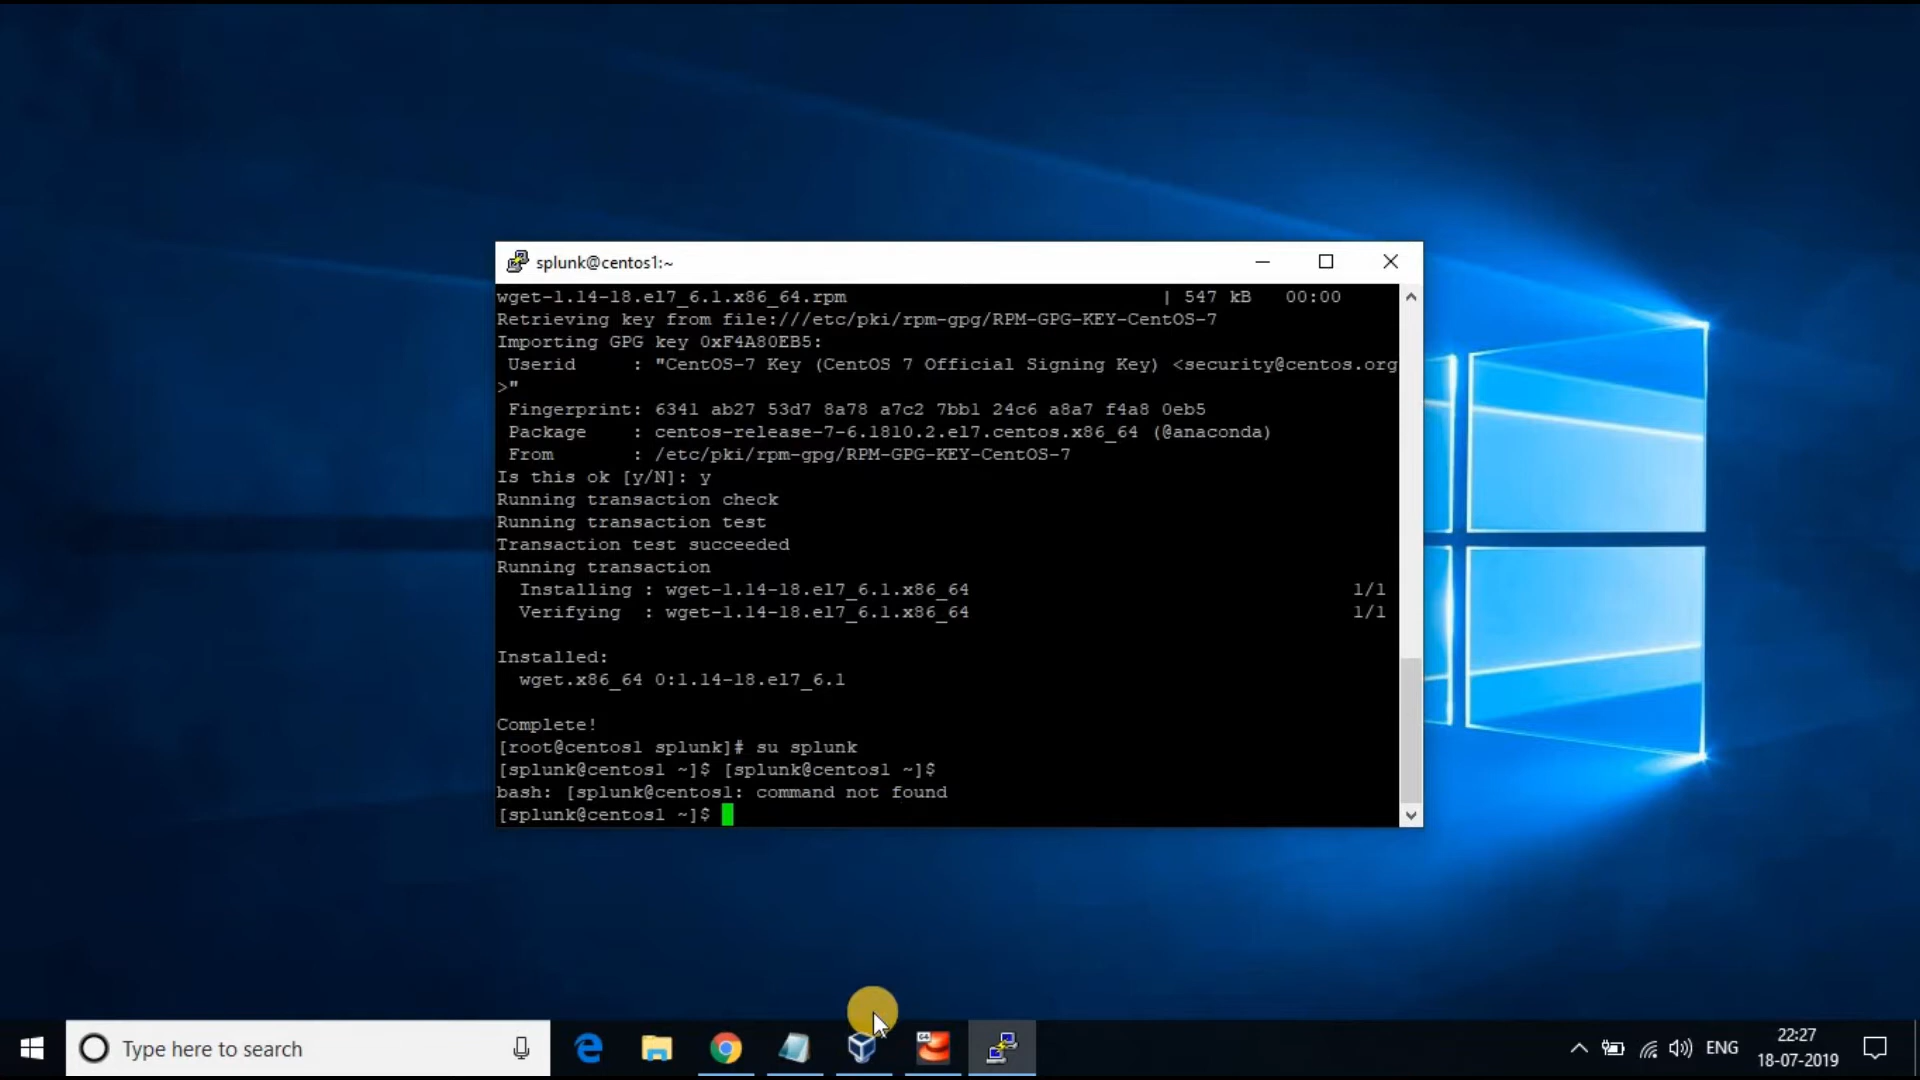 splunk@centos1:~
wget-1.14-18.el7_6.1.x86_64.rpm | 547 kB 00:00
Retrieving key from file:///etc/pki/rpm-gpg/RPM-GPG-KEY-CentOS-7
Importing GPG key 0xF4A80EB5:
Userid : "CentOS-7 Key (CentOS 7 Official Signing Key) <security@centos.org
>"
Fingerprint: 6341 ab27 53d7 8a78 a7c2 7bb1 24c6 a8a7 f4a8 0eb5
Package : centos-release-7-6.1810.2.el7.centos.x86_64 (@anaconda)
From : /etc/pki/rpm-gpg/RPM-GPG-KEY-CentOS-7
Is this ok [y/N]: y
Running transaction check
Running transaction test
Transaction test succeeded
Running transaction
Installing : wget-1.14-18.el7_6.1.x86_64 1/1
Verifying : wget-1.14-18.el7_6.1.x86_64 1/1
Installed:
wget.x86_64 0:1.14-18.el7_6.1
Complete!
[root@centos1 splunk]# su splunk
[splunk@centos1 ~]$ [splunk@centos1 ~]$
bash: [splunk@centos1: command not found
[splunk@centos1 ~]$
Type here to search
64
ENG
22:27
18-07-2019